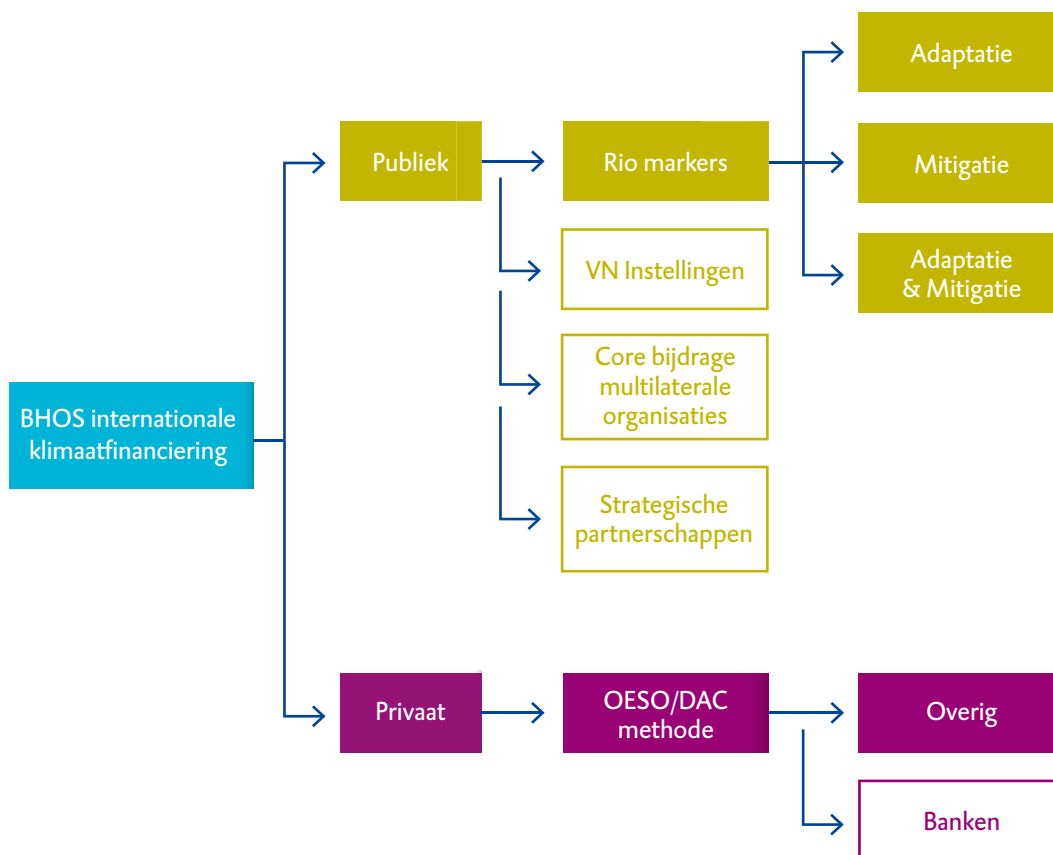 BHOS internationale
klimaatfinanciering
Publiek
Rio markers
Adaptatie
Mitigatie
Adaptatie
& Mitigatie
VN Instellingen
Core bijdrage
multilaterale
organisaties
Strategische
partnerschappen
Privaat
OESO/DAC
methode
Overig
Banken